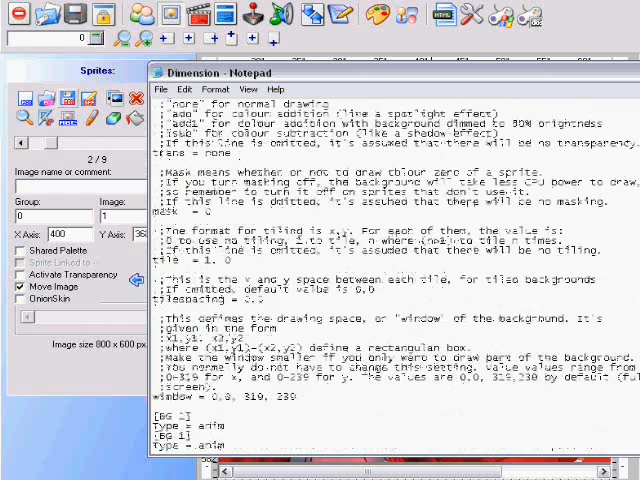 0
Sprites:
2 / 9
Image name or comment:
Group:
Image:
0
1
X Axis:
400
Y Axis:
Shared Palette
Sprite Linked to
Activate Transparency
Move Image
OnionSkin
Image size 800 x 600 px.
Dimension - Notepad
File Edit Format View Help
;"none" for normal drawing
;"add" for colour addition (like a spotlight effect)
;"add1" for colour addition with background dimmed to 50% brightness
;"sub" for colour subtraction (like a shadow effect)
;If this line is omitted, it's assumed that there will be no transparency.
trans = none
;Mask means whether or not to draw colour zero of a sprite.
;If you turn masking off, the background will take less CPU power to draw,
;so remember to turn it off on sprites that don't use it.
;If this line is omitted, it's assumed that there will be no masking.
mask = 0
;The format for tiling is x,y. For each of them, the value is:
;0 to use no tiling, 1 to tile, n where (n>1) to tile n times.
;If this line is omitted, it's assumed that there will be no tiling.
tile = 1, 0
;This is the x and y space between each tile, for tiled backgrounds
;If omitted, default value is 0,0
tilespacing =
;This defines the drawing space, or "window" of the background. It's
;given in the form
;x1,y1, x2,y2
;where (x1,y1)-(x2,y2) define a rectangular box.
;Make the window smaller if you only want to draw part of the background.
;You normally do not have to change this setting. Value values range from
;0-319 for x, and 0-239 for y. The values are 0,0, 319,239 by default (full
;screen).
window = 0,0, 319, 239
[BG 1]
Type = anim
[BG 1]
Type = anim